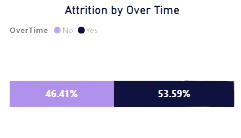 Attrition by Over Time
OverTime No Yes
46.41% 53.59%